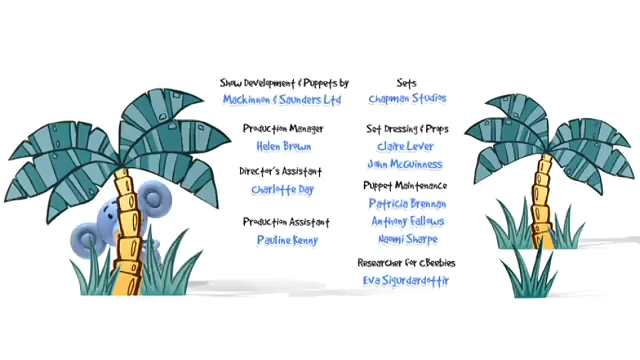 Show Development & Puppets by
Mackinnon & Saunders Ltd
Production Manager
Helen Brown
Director's Assistant
Charlotte Day
Production Assistant
Pauline Kenny
Sets
Chapman Studios
Set Dressing & Props
Claire Lever
John McGuinness
Puppet Maintenance
Patricia Brennan
Anthony Fallows
Naomi Sharpe
Researcher for CBeebies
Eva Sigurdardottir